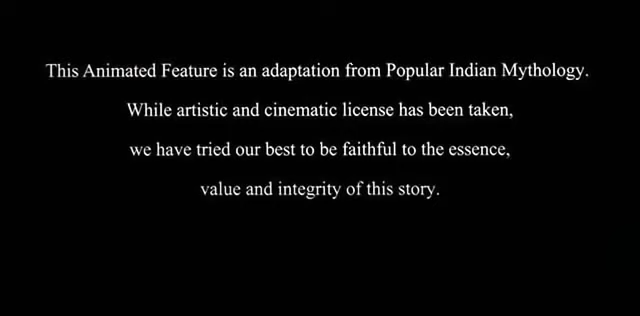 This Animated Feature is an adaptation from Popular Indian Mythology.
While artistic and cinematic license has been taken,
we have tried our best to be faithful to the essence,
value and integrity of this story.